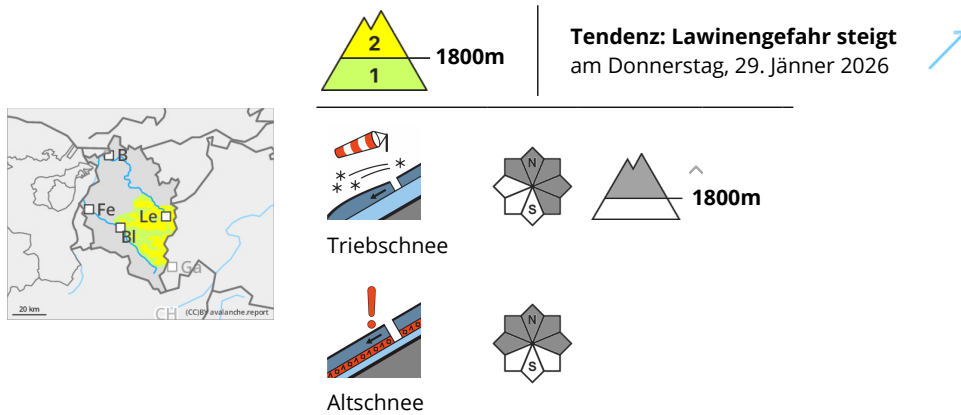 2
1
1800m
Tendenz: Lawinengefahr steigt
am Donnerstag, 29. Jänner 2026
B
Fe
Le
Bl
Ga
CH
20 km
(CC)BY avalanche.report
N
S
1800m
Triebschnee
N
S
Altschnee